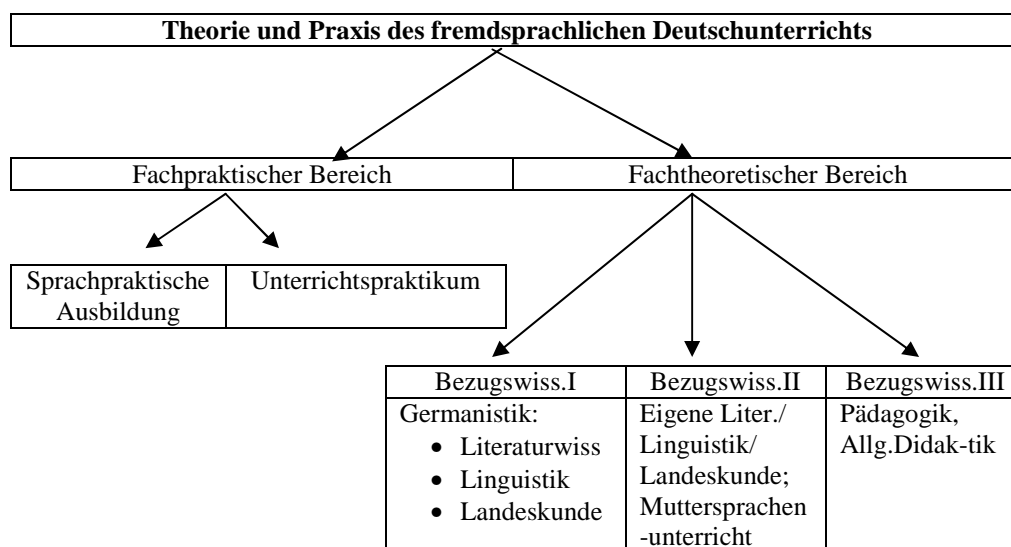 Theorie und Praxis des fremdsprachlichen Deutschunterrichts
Fachpraktischer Bereich
Fachtheoretischer Bereich
Sprachpraktische
Ausbildung
Unterrichtspraktikum
Bezugswiss.I
Germanistik:
• Literaturwiss
• Linguistik
• Landeskunde
Bezugswiss.II
Eigene Liter./
Linguistik/
Landeskunde;
Muttersprachen
-unterricht
Bezugswiss.III
Pädagogik,
Allg.Didak-tik